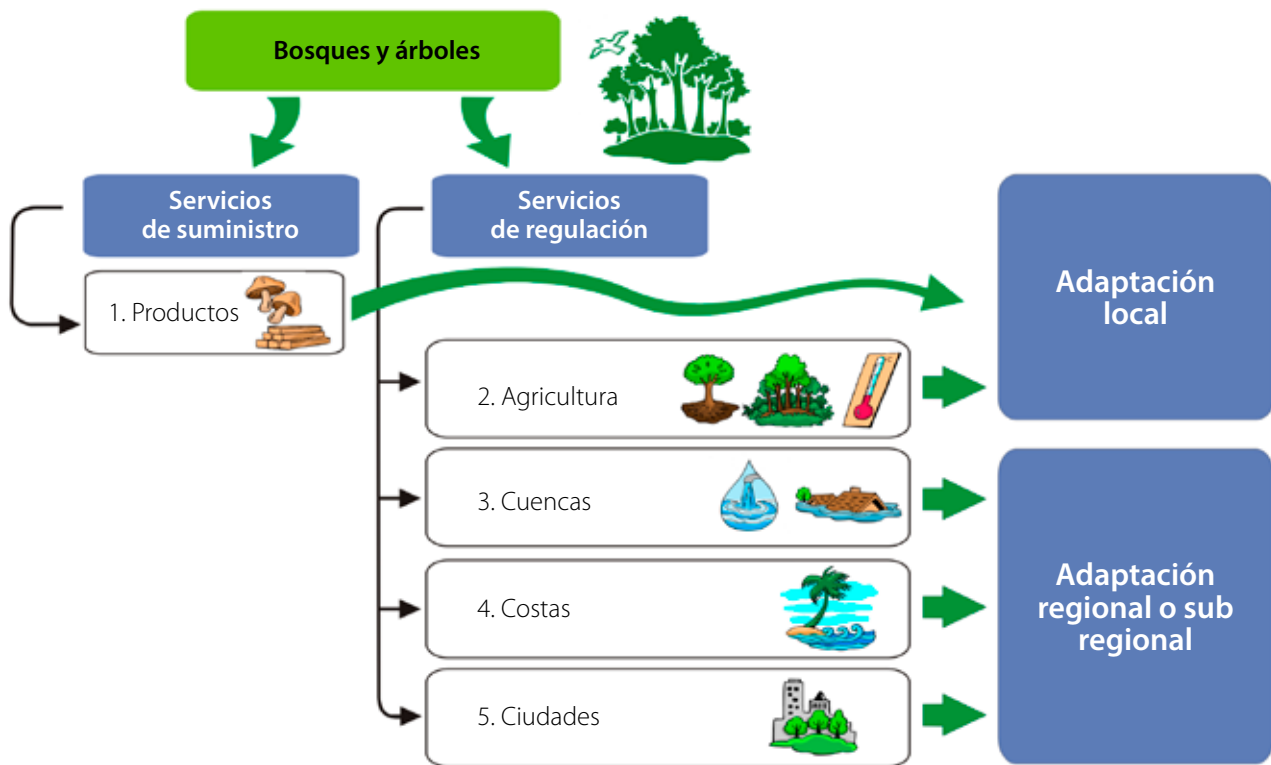 Bosques y árboles
Servicios
de suministro
Servicios
de regulación
1. Productos
Adaptación
local
2. Agricultura
3. Cuencas
4. Costas
5. Ciudades
Adaptación
regional o sub
regional